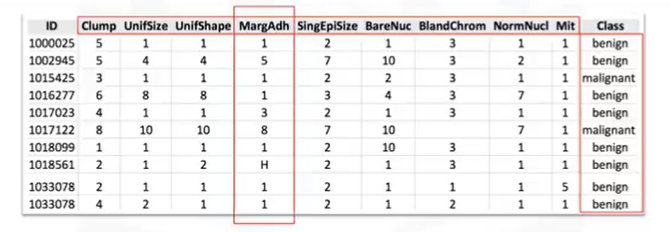 ID Clump UnifSize UnifShape MargAdh SingEpiSize BareNuc BlandChrom NormNucl Mit Class
1000025 5 1 1 1 2 1 3 1 1 benign
1002945 5 4 4 5 7 10 3 2 1 benign
1015425 3 1 1 1 2 2 3 1 1 malignant
1016277 6 8 8 1 3 4 3 7 1 benign
1017023 4 1 1 3 2 1 3 1 1 benign
1017122 8 10 10 8 7 10 7 1 malignant
1018099 1 1 1 1 2 10 3 1 1 benign
1018561 2 1 2 H 2 1 3 1 1 benign
1033078 2 1 1 1 2 1 1 1 5 benign
1033078 4 2 1 1 2 1 2 1 1 benign